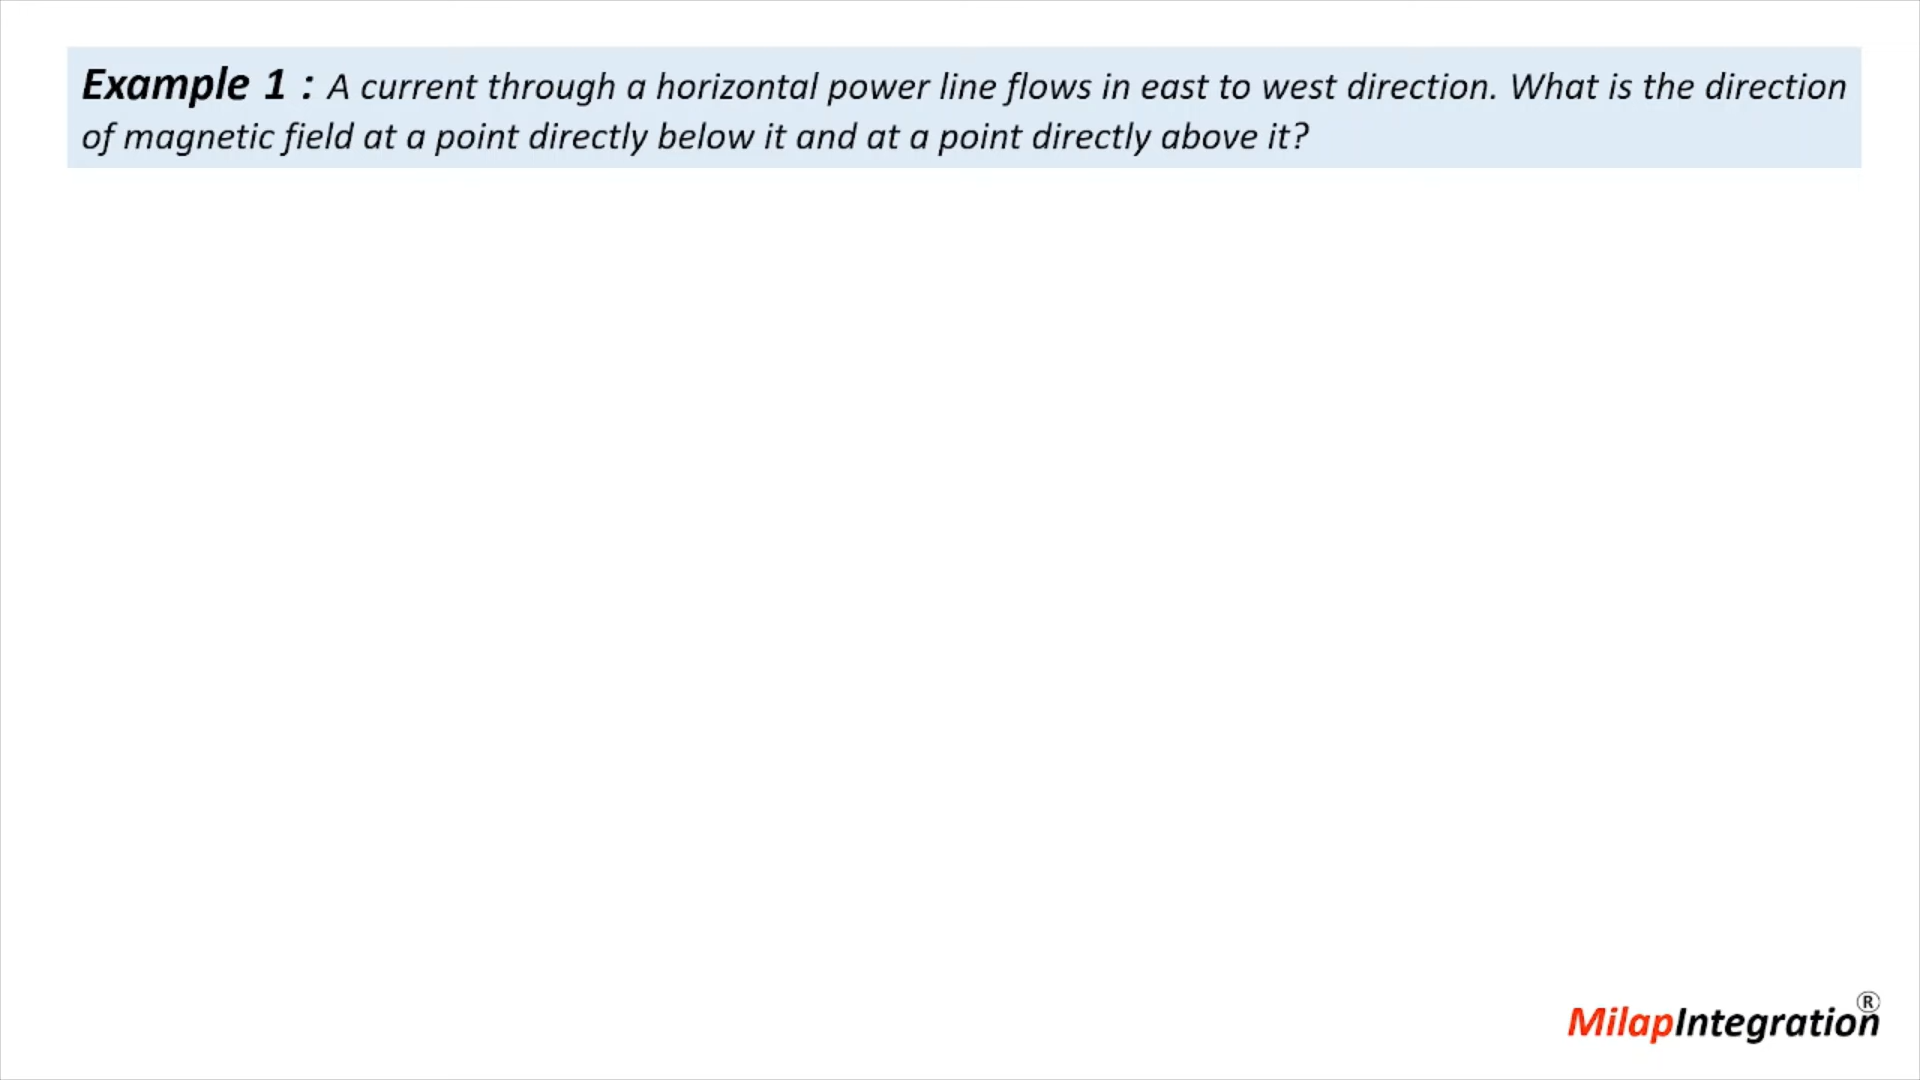 Example 1 : A current through a horizontal power line flows in east to west direction. What is the direction
of magnetic field at a point directly below it and at a point directly above it?
MilapIntegration®